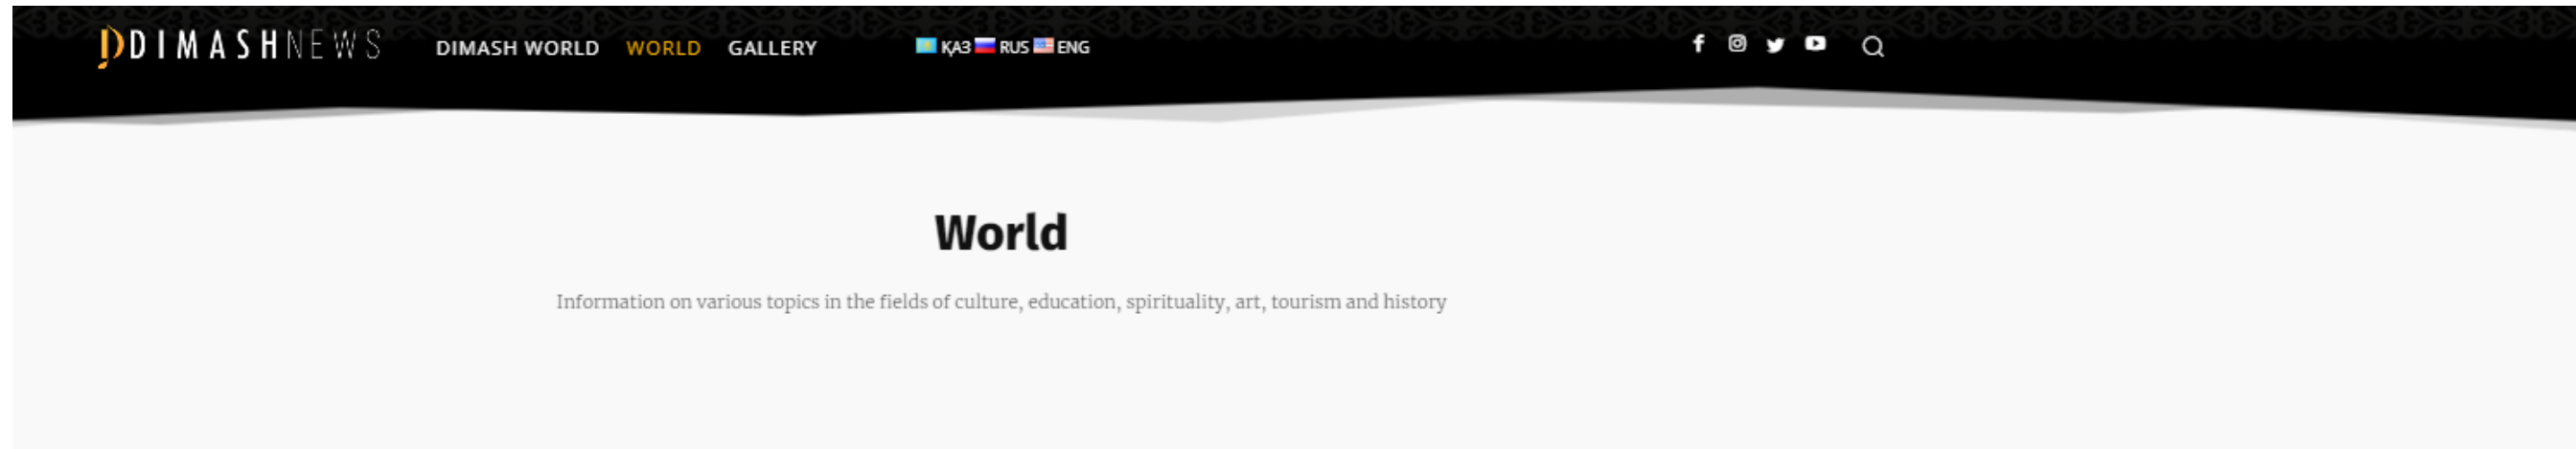 DIMASHNEWS DIMASH WORLD WORLD GALLERY ҚАЗ RUS ENG
World
Information on various topics in the fields of culture, education, spirituality, art, tourism and history